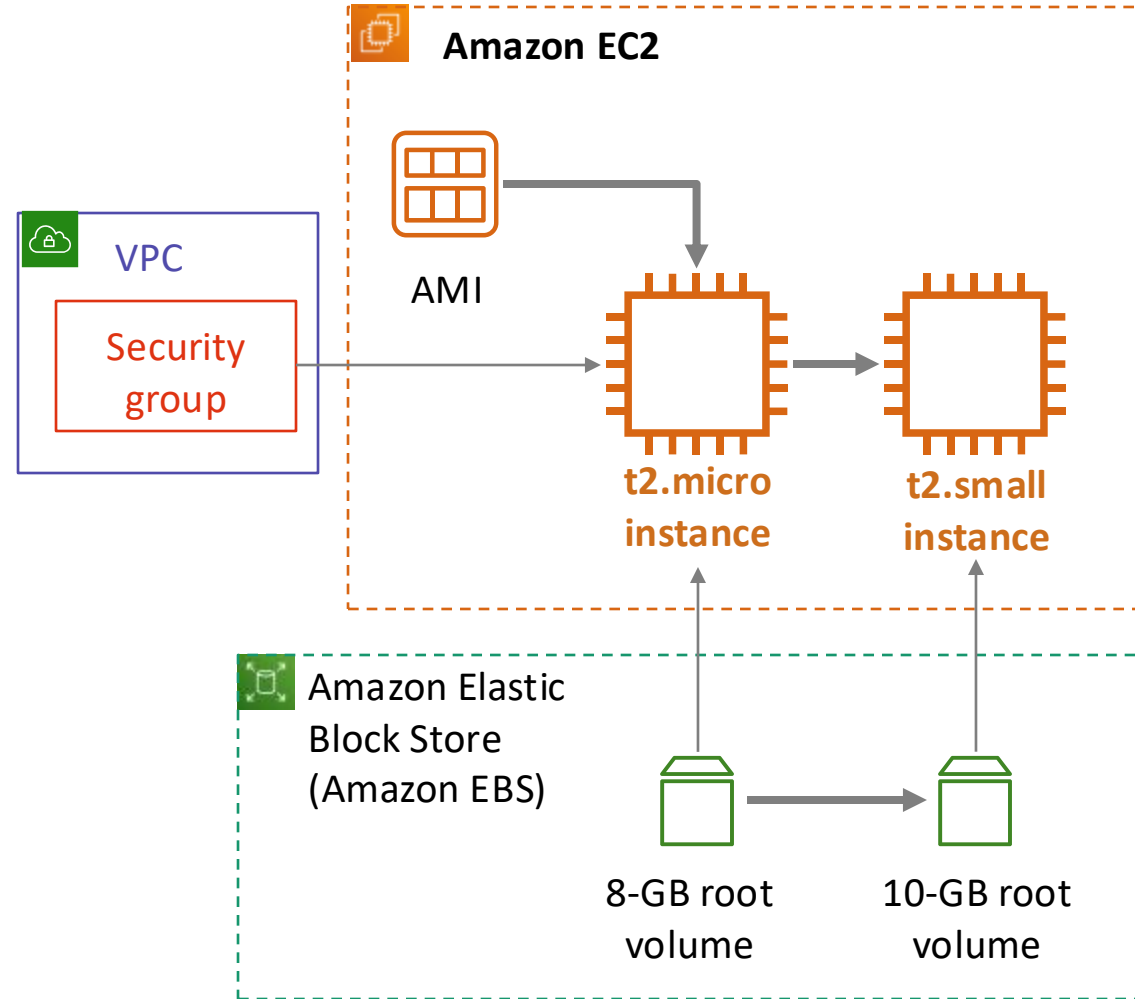 Amazon EC2
AMI
VPC
Security
group
t2.micro
instance
t2.small
instance
Amazon Elastic
Block Store
(Amazon EBS)
8-GB root
volume
10-GB root
volume